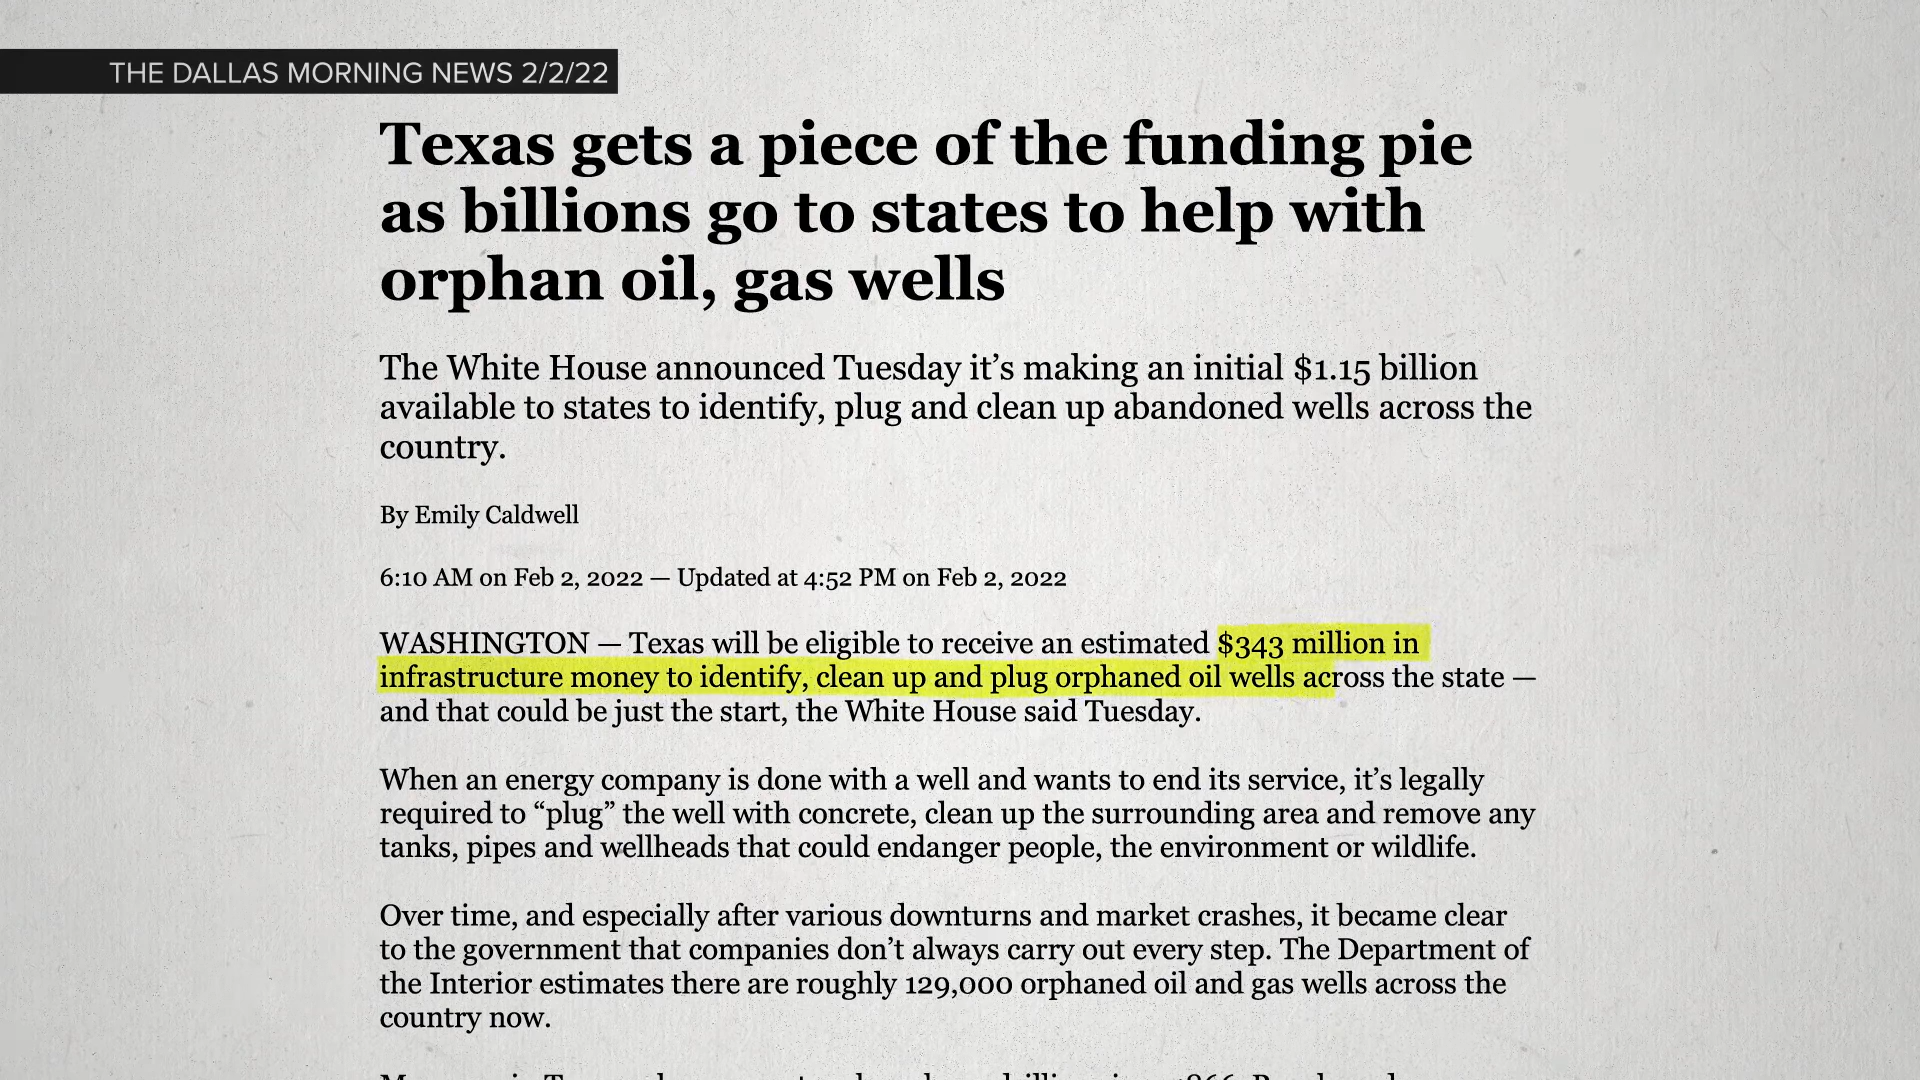 THE DALLAS MORNING NEWS 2/2/22
Texas gets a piece of the funding pie
as billions go to states to help with
orphan oil, gas wells
The White House announced Tuesday it’s making an initial $1.15 billion
available to states to identify, plug and clean up abandoned wells across the
country.
By Emily Caldwell
6:10 AM on Feb 2, 2022 — Updated at 4:52 PM on Feb 2, 2022
WASHINGTON — Texas will be eligible to receive an estimated $343 million in
infrastructure money to identify, clean up and plug orphaned oil wells across the state —
and that could be just the start, the White House said Tuesday.
When an energy company is done with a well and wants to end its service, it’s legally
required to “plug” the well with concrete, clean up the surrounding area and remove any
tanks, pipes and wellheads that could endanger people, the environment or wildlife.
Over time, and especially after various downturns and market crashes, it became clear
to the government that companies don’t always carry out every step. The Department of
the Interior estimates there are roughly 129,000 orphaned oil and gas wells across the
country now.